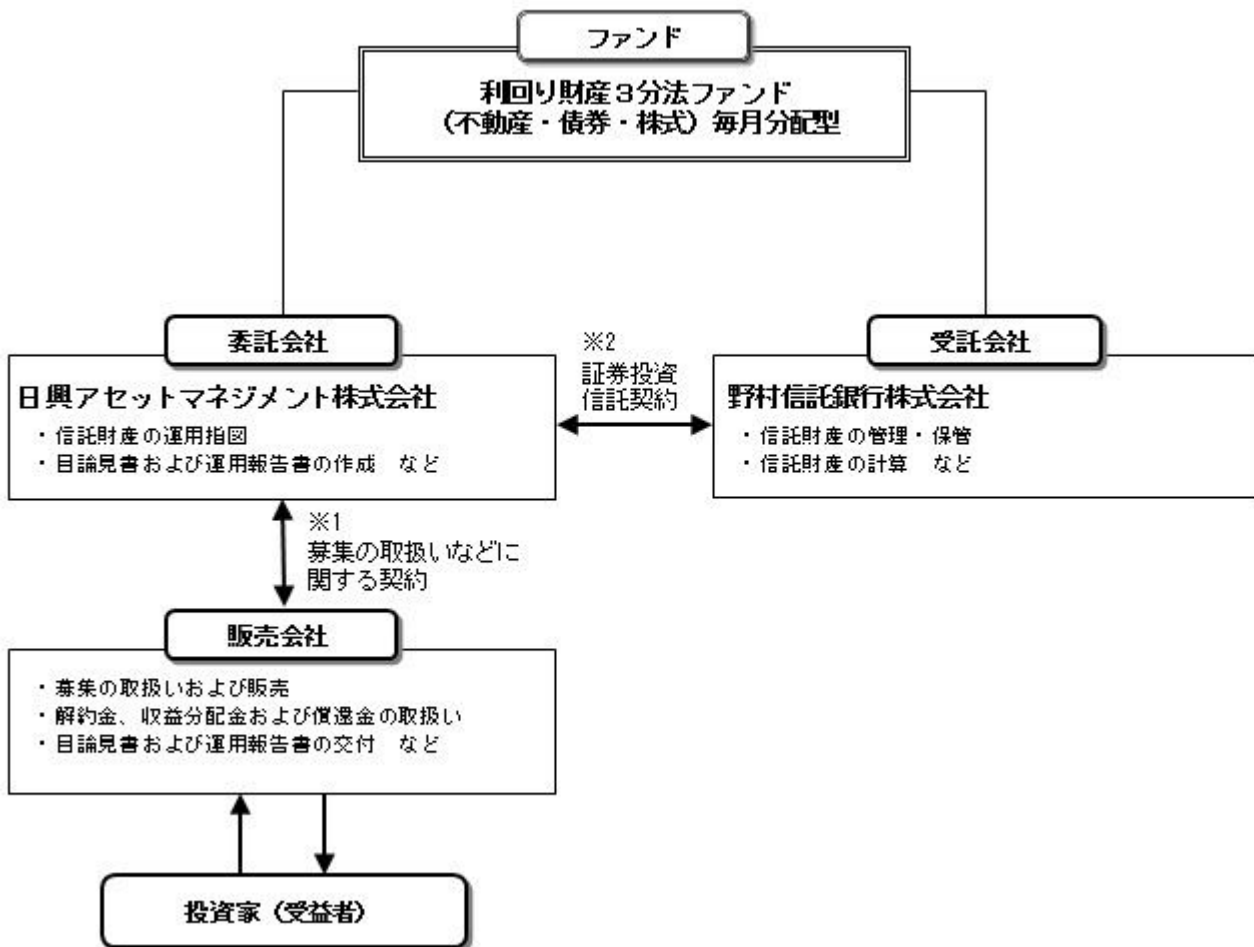 ファンド
利回り財産3分法ファンド
(不動産・債券・株式)毎月分配型
委託会社
日興アセットマネジメント株式会社
・信託財産の運用指図
・目論見書および運用報告書の作成 など
※2
証券投資
信託契約
受託会社
野村信託銀行株式会社
・信託財産の管理・保管
・信託財産の計算 など
※1
募集の取扱いなどに
関する契約
販売会社
・募集の取扱いおよび販売
・解約金、収益分配金および償還金の取扱い
・目論見書および運用報告書の交付 など
投資家(受益者)